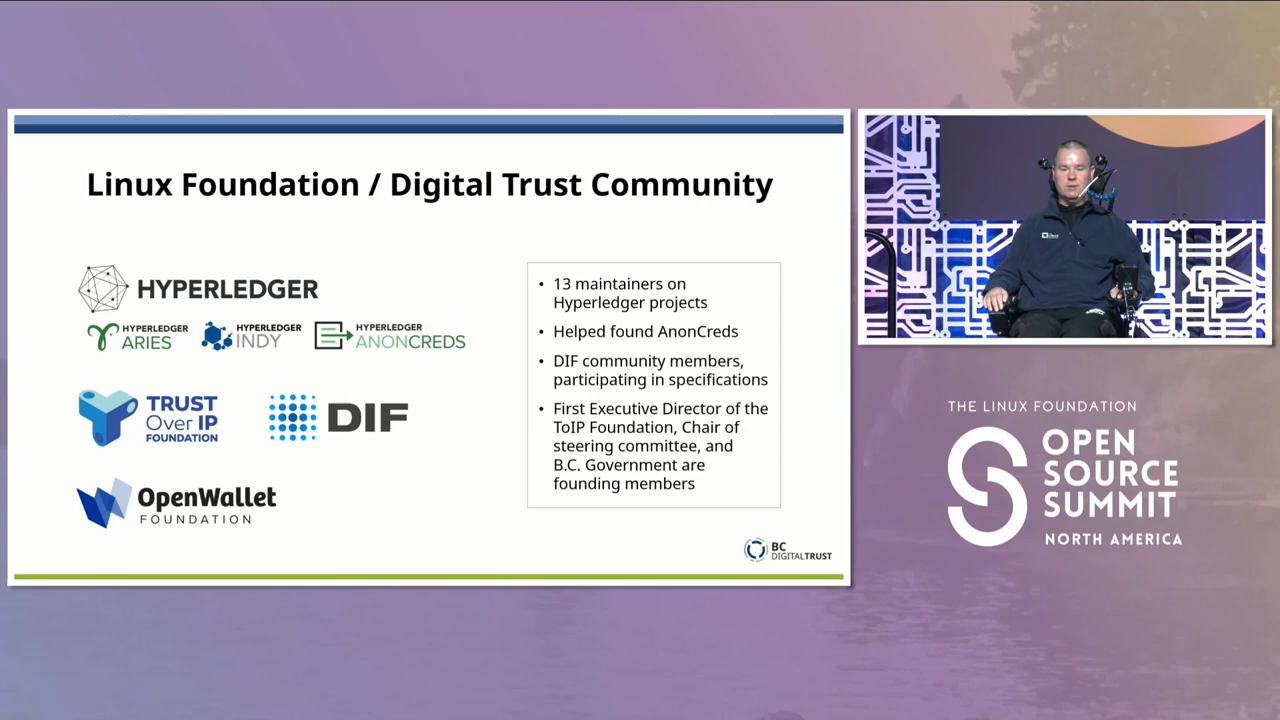 Linux Foundation / Digital Trust Community
HYPERLEDGER
HYPERLEDGER
ARIES
HYPERLEDGER
INDY
HYPERLEDGER
ANONCREDS
TRUST
Over IP
FOUNDATION
DIF
OpenWallet
FOUNDATION
• 13 maintainers on
Hyperledger projects
• Helped found AnonCreds
• DIF community members,
participating in specifications
• First Executive Director of the
ToIP Foundation, Chair of
steering committee, and
B.C. Government are
founding members
BC
DIGITALTRUST
THE LINUX FOUNDATION
OPEN
SOURCE
SUMMIT
NORTH AMERICA